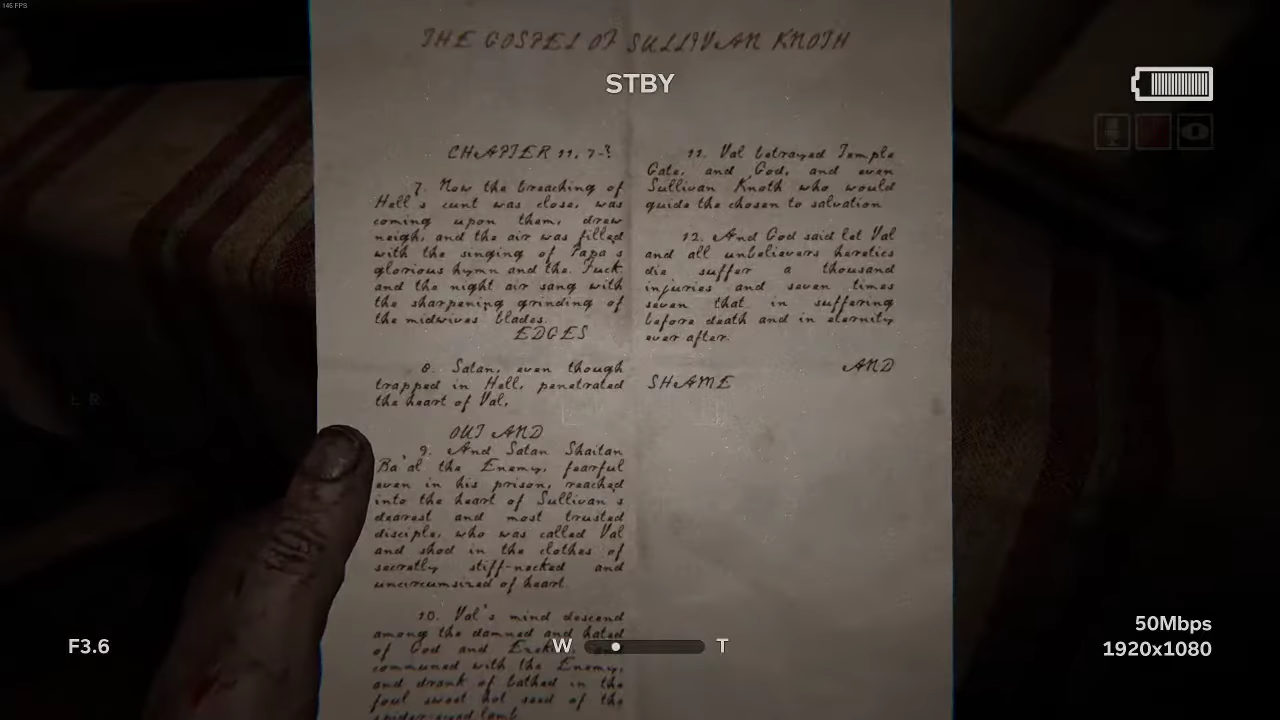 146 FPS
THE GOSPEL OF SULLIVAN KNOTH
STBY
CHAPTER 11, 7-?
7. Now the breaching of
Hell's cunt was close, was
coming upon them, drew
neigh, and the air was filled
with the singing of Papa's
glorious hymn and the. Fuck
and the night air sang with
the sharpening grinding of
the midwives blades.
EDGES
8. Satan, even though
trapped in Hell, penetrated
the heart of Val,
OUT AND
9. And Satan Shaitan
Ba'al the Enemy, fearful
even in his prison, reached
into the heart of Sullivan's
dearest and most trusted
disciple, who was called Val
and shod in the clothes of
secretly stiff-necked and
uncircumsized of heart.
10. Val's mind descend
among the damned and hated
of God and
communed with the Enemy,
and drank of bathed in the
foul sweet hot seed of the
spider-eyed lamb.
11. Val betrayed Temple
Gate, and God, and even
Sullivan Knoth who would
guide the chosen to salvation
12. And God said let Val
and all unbelievers heretics
die suffer a thousand
injuries and seven times
seven that in suffering
before death and in eternity
ever after.
AND
SHAME
F3.6
W T
50Mbps
1920x1080